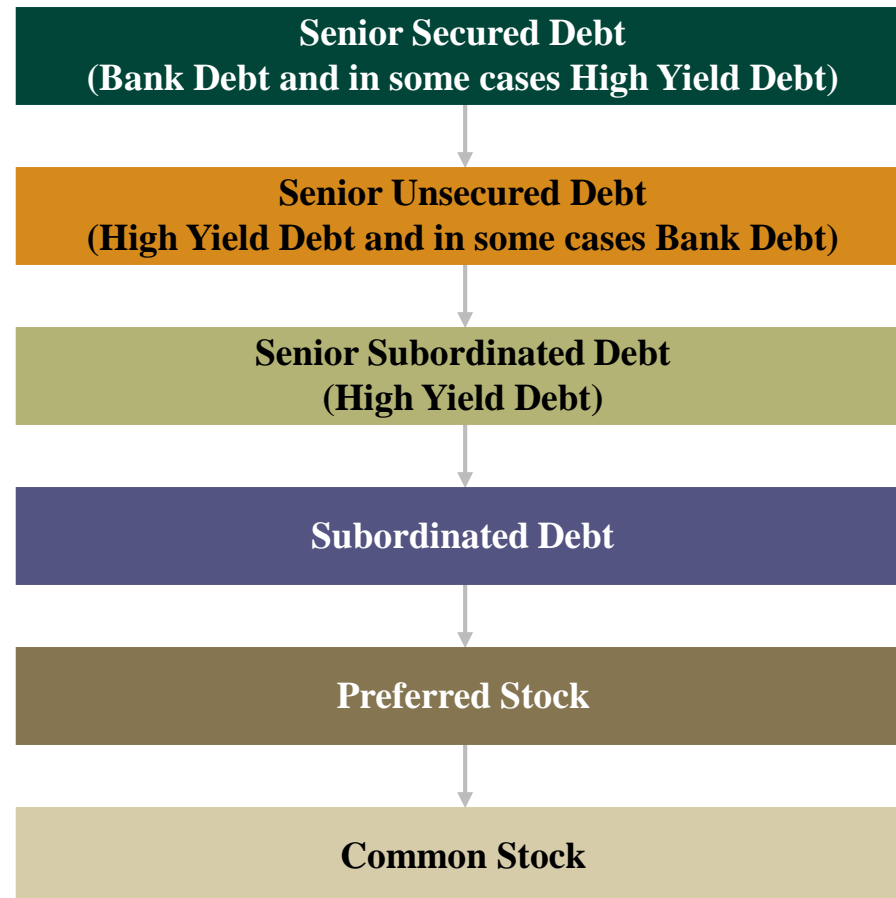 Senior Secured Debt
(Bank Debt and in some cases High Yield Debt)
Senior Unsecured Debt
(High Yield Debt and in some cases Bank Debt)
Senior Subordinated Debt
(High Yield Debt)
Subordinated Debt
Preferred Stock
Common Stock